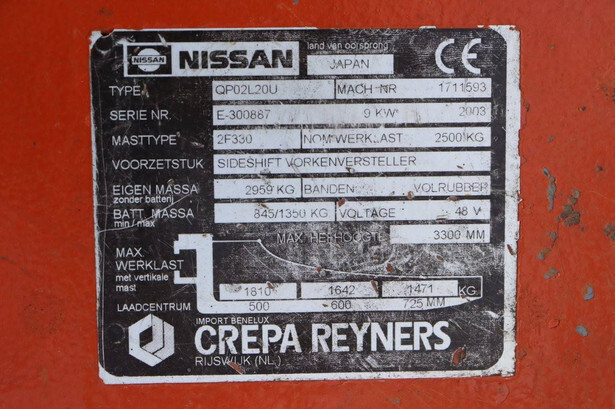 NISSAN NISSAN land van oorsprong CE
JAPAN
TYPE QP02L20U MACH-NR 1711593
SERIE NR. E-300887 9 KW 2003
MASTTYPE 2F330 NOM WERKLAST 2500 KG
VOORZETSTUK SIDESHIFT VORKENVERSTELLER
EIGEN MASSA 2959 KG BANDEN VOLRUBBER
zonder batterij
BATT. MASSA 845/1350 KG VOLTAGE 48 V
min / max
MAX. HEFHOOGTE 3300 MM
MAX.
WERKLAST
met vertikale
mast 1810 1642 1471 KG.
LAADCENTRUM 500 600 725 MM
IMPORT BENELUX
CREPA REYNERS
RIJSWIJK (NL.)